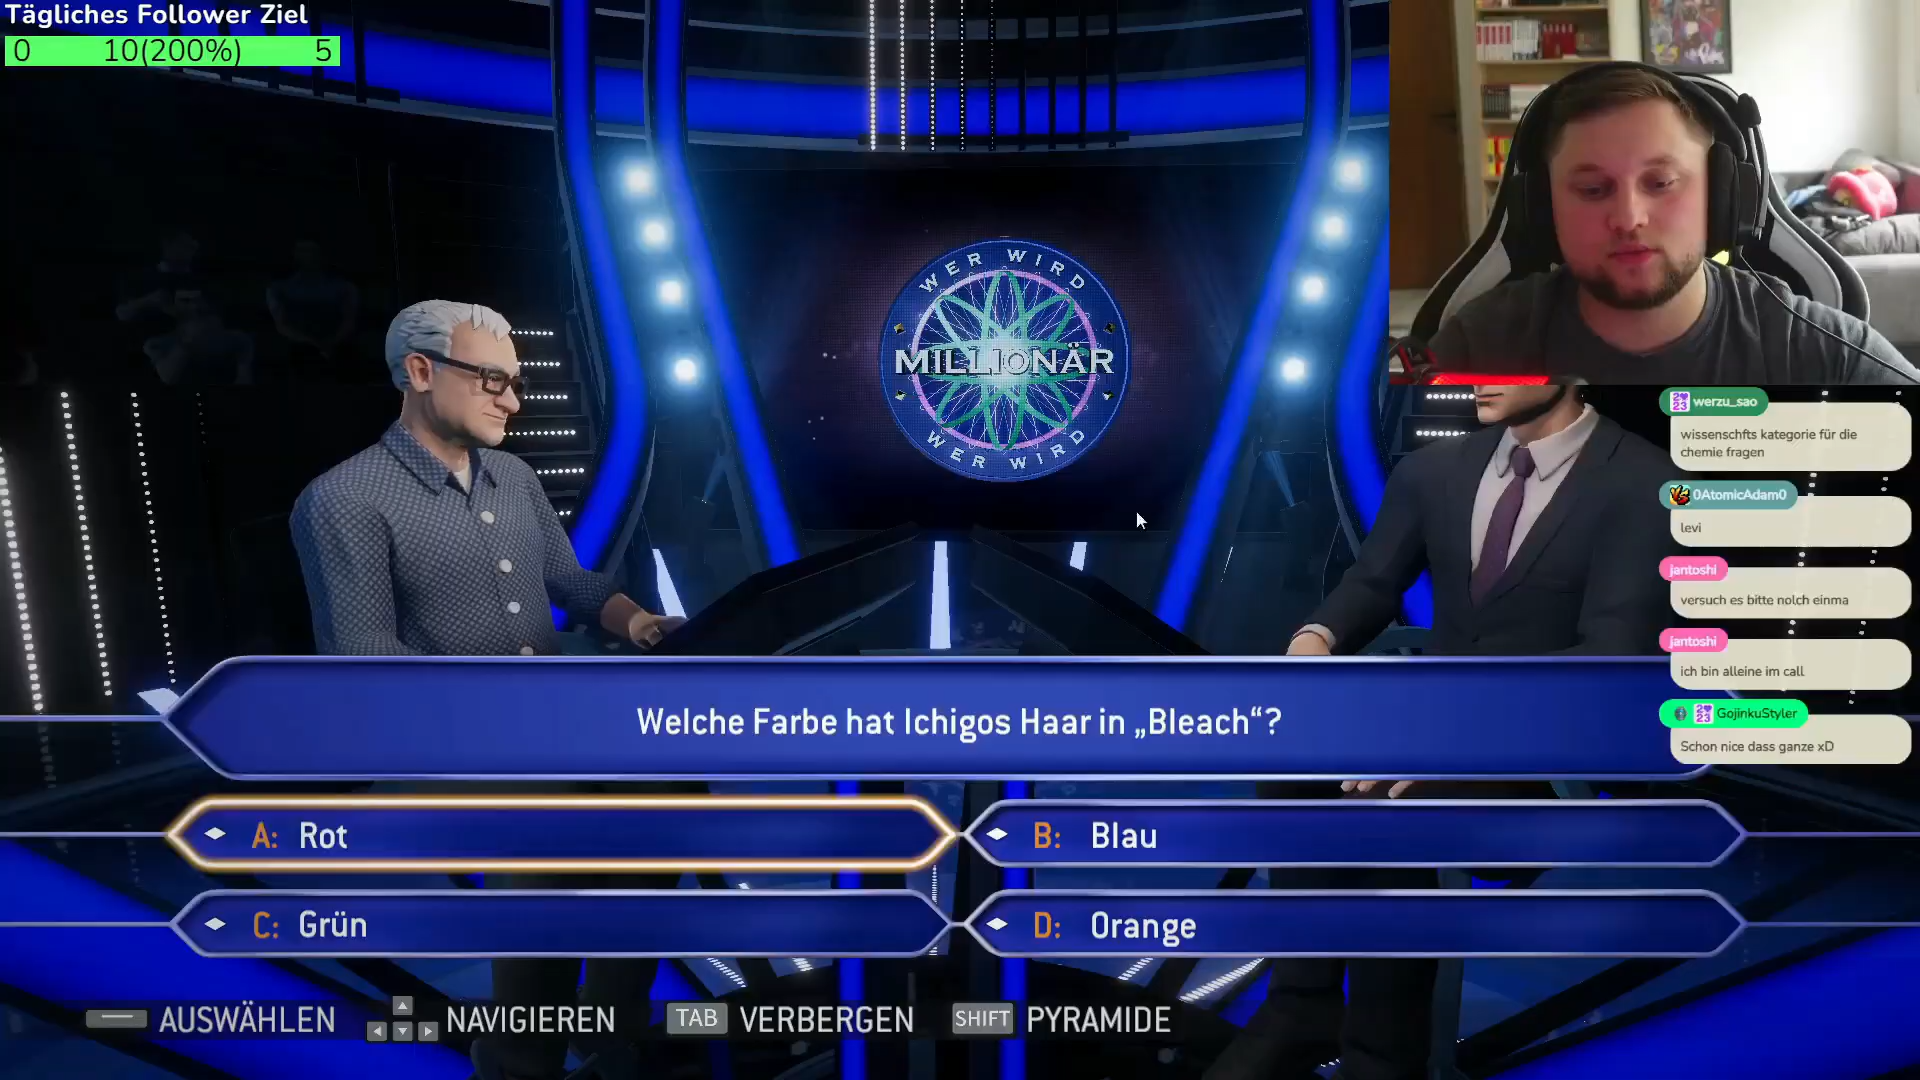 Tägliches Follower Ziel
0 10(200%) 5
WER WIRD
MILLIONÄR
WER WIRD
werzu_sao
wissenschfts kategorie für die
chemie fragen
0AtomicAdam0
levi
jantoshi
versuch es bitte nolch einma
jantoshi
ich bin alleine im call
GojinkuStyler
Schon nice dass ganze xD
Welche Farbe hat Ichigos Haar in „Bleach“?
A: Rot
B: Blau
C: Grün
D: Orange
AUSWÄHLEN NAVIGIEREN TAB VERBERGEN SHIFT PYRAMIDE